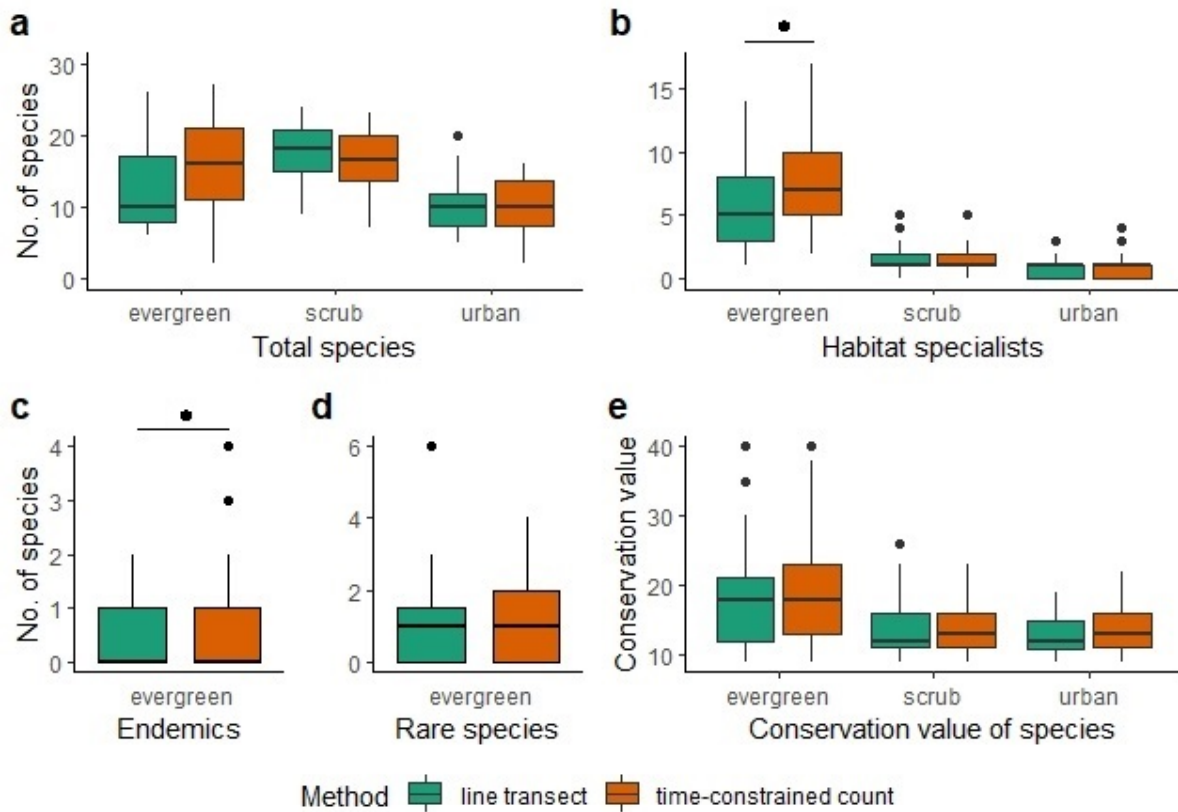 a
No. of species
30
20
10
0
evergreen scrub urban
Total species
b
15
10
5
0
evergreen scrub urban
Habitat specialists
c
No. of species
4
3
2
1
0
evergreen
Endemics
d
6
4
2
0
evergreen
Rare species
e
Conservation value
40
30
20
10
evergreen scrub urban
Conservation value of species
Method line transect time-constrained count